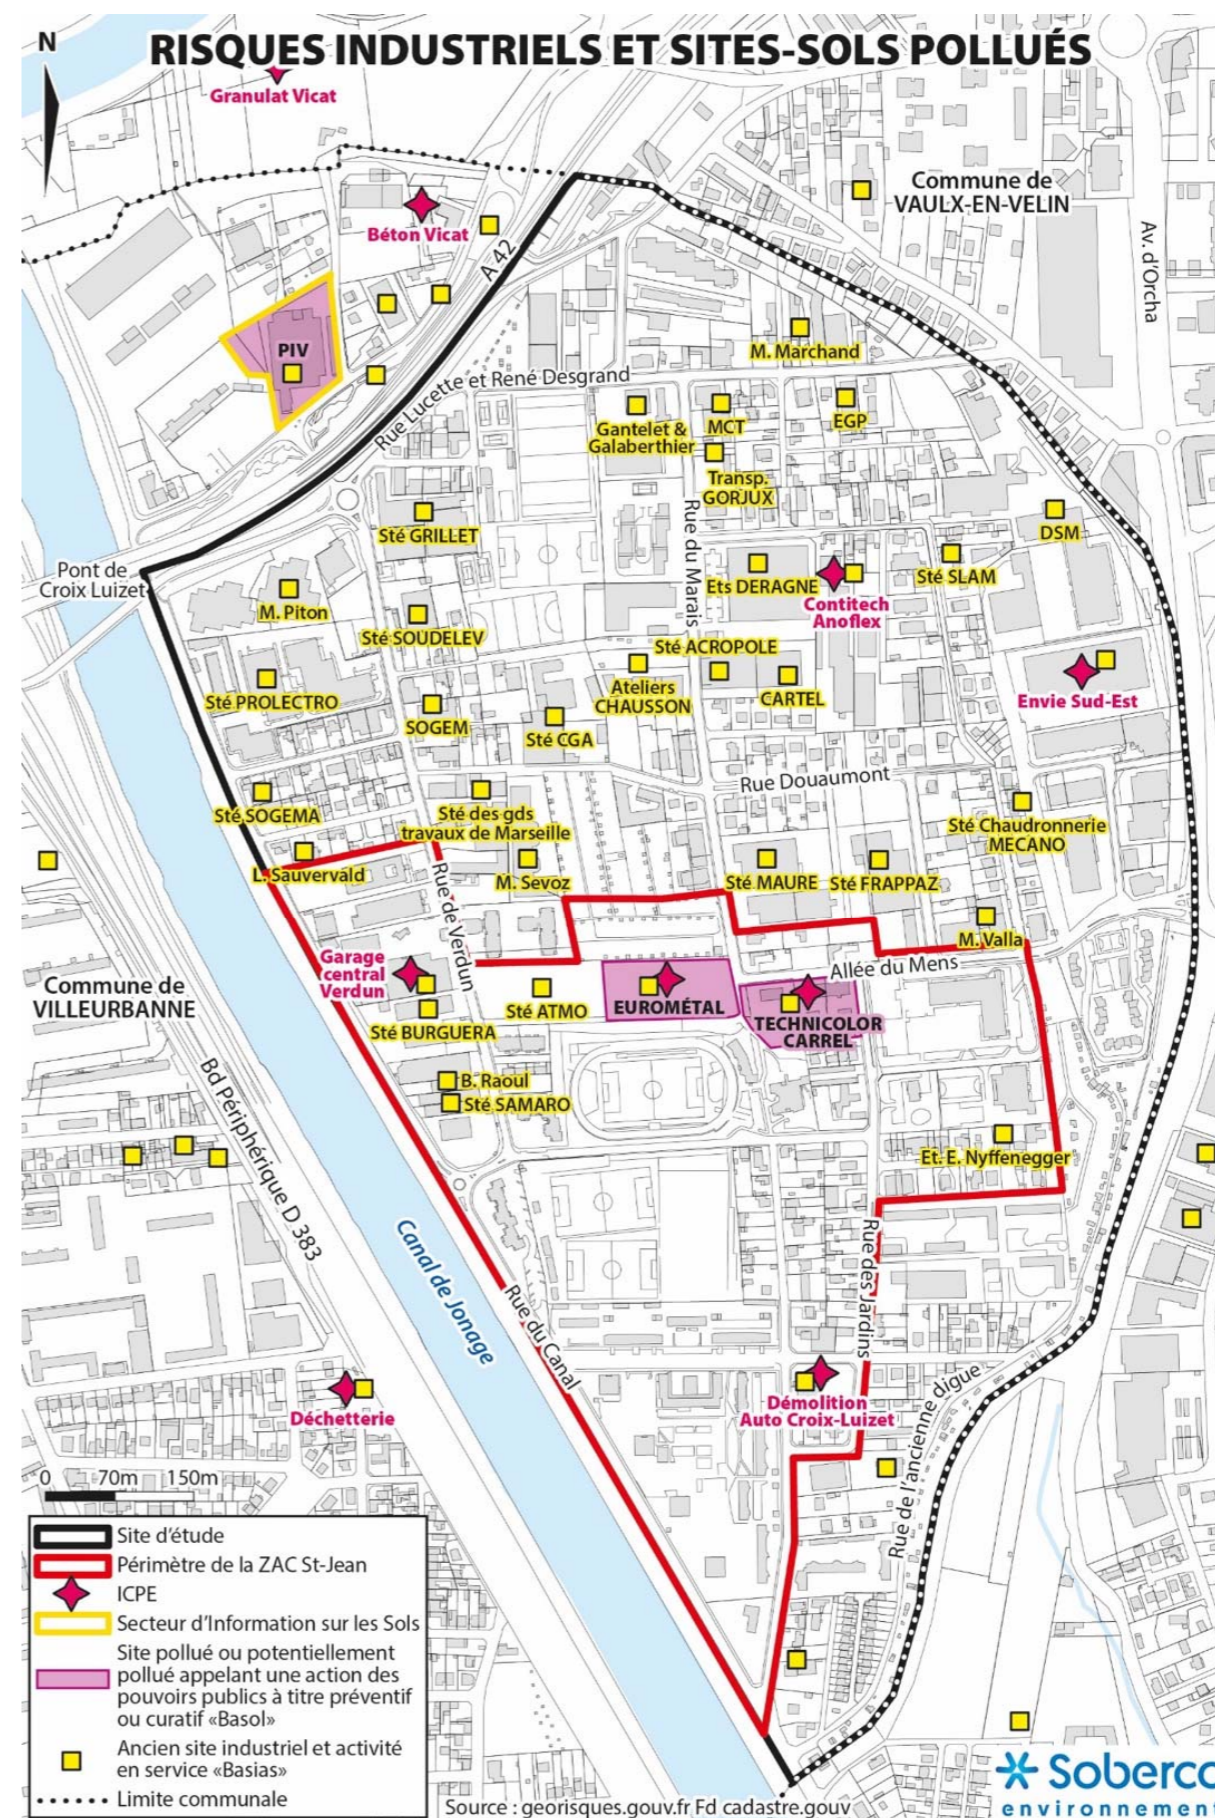 RISQUES INDUSTRIELS ET SITES-SOLS POLLUÉS
N
Granulat Vicat
Commune de
VAULX-EN-VELIN
Béton Vicat
A 42
Av. d'Orcha
M. Marchand
PIV
Rue Lucette et René Desgrand
Gantelet &
Galaberthier
MCT
EGP
Transp.
GORJUX
Sté GRILLET
Rue du Marais
DSM
Pont de
Croix Luizet
M. Piton
Ets DERAGNE
Sté SLAM
Contitech
Anoflex
Sté SOUDELEV
Sté ACROPOLE
Sté PROLECTRO
Ateliers
CHAUSSON
CARTEL
Envie Sud-Est
SOGEM
Sté CGA
Rue Douaumont
Sté SOGEMA
Sté des gds
travaux de Marseille
Sté Chaudronnerie
MECANO
L. Sauvervald
M. Sevoz
Sté MAURE
Sté FRAPPAZ
Rue de Verdun
M. Valla
Garage
central
Verdun
Allée du Mens
Commune de
VILLEURBANNE
Sté ATMO
EUROMÉTAL
TECHNICOLOR
CARREL
Sté BURGUERA
B. Raoul
Sté SAMARO
Bd Périphérique D 383
Et. E. Nyffenegger
Canal de Jonage
Rue du Canal
Rue des Jardins
Démolition
Auto Croix-Luizet
Déchetterie
Rue de l'ancienne digue
0 70m 150m
Site d'étude
Périmètre de la ZAC St-Jean
ICPE
Secteur d'Information sur les Sols
Site pollué ou potentiellement
pollué appelant une action des
pouvoirs publics à titre préventif
ou curatif «Basol»
Ancien site industriel et activité
en service «Basias»
Limite communale
Source : georisques.gouv.fr Fd cadastre.gouv
Soberco
environnement